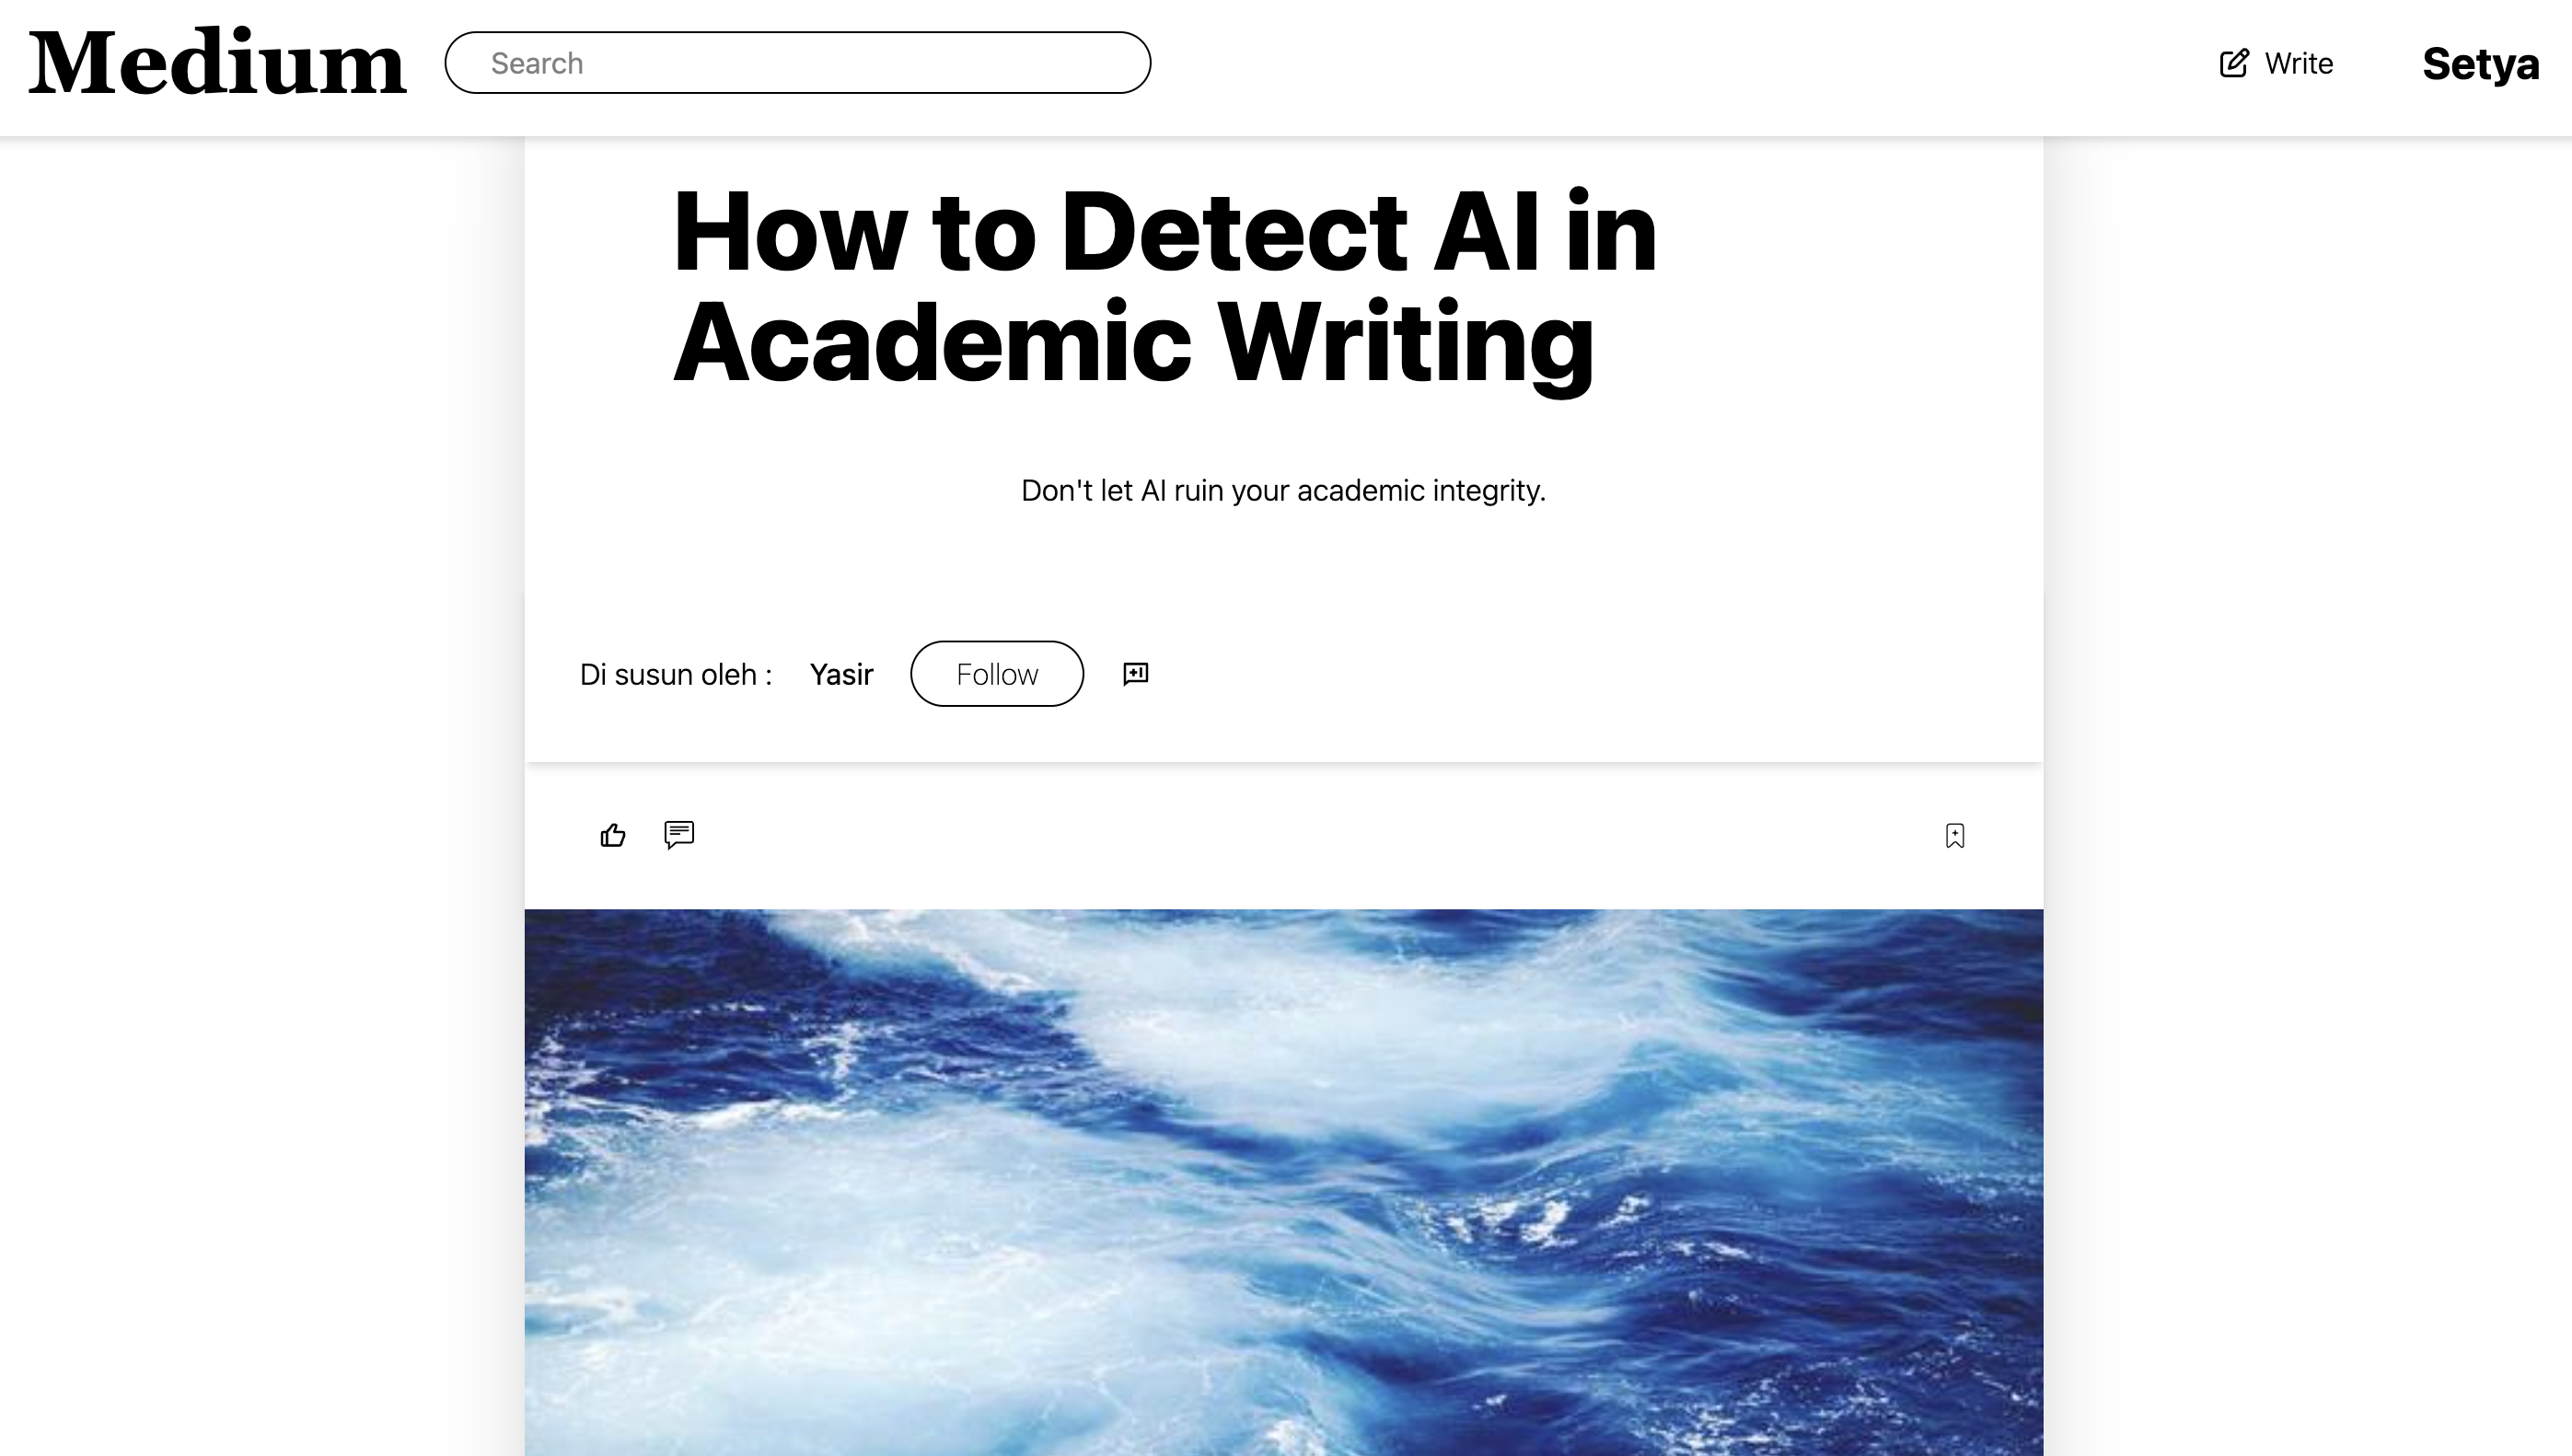 Medium
Search
Write
Setya
How to Detect AI in
Academic Writing
Don't let AI ruin your academic integrity.
Di susun oleh :
Yasir
Follow